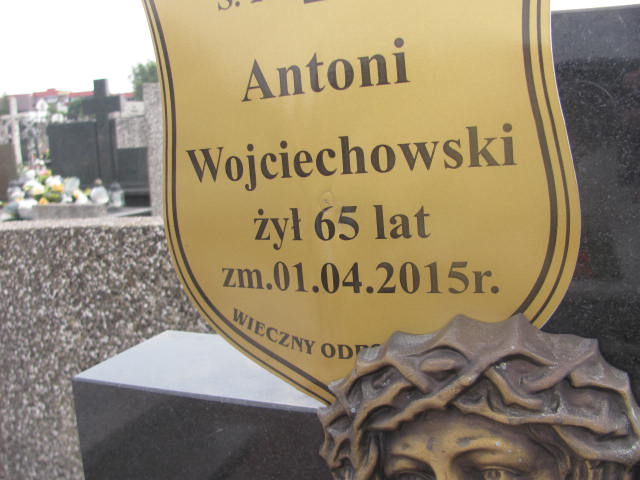 Ś.
Antoni
Wojciechowski
żył 65 lat
zm.01.04.2015r.
WIECZNY